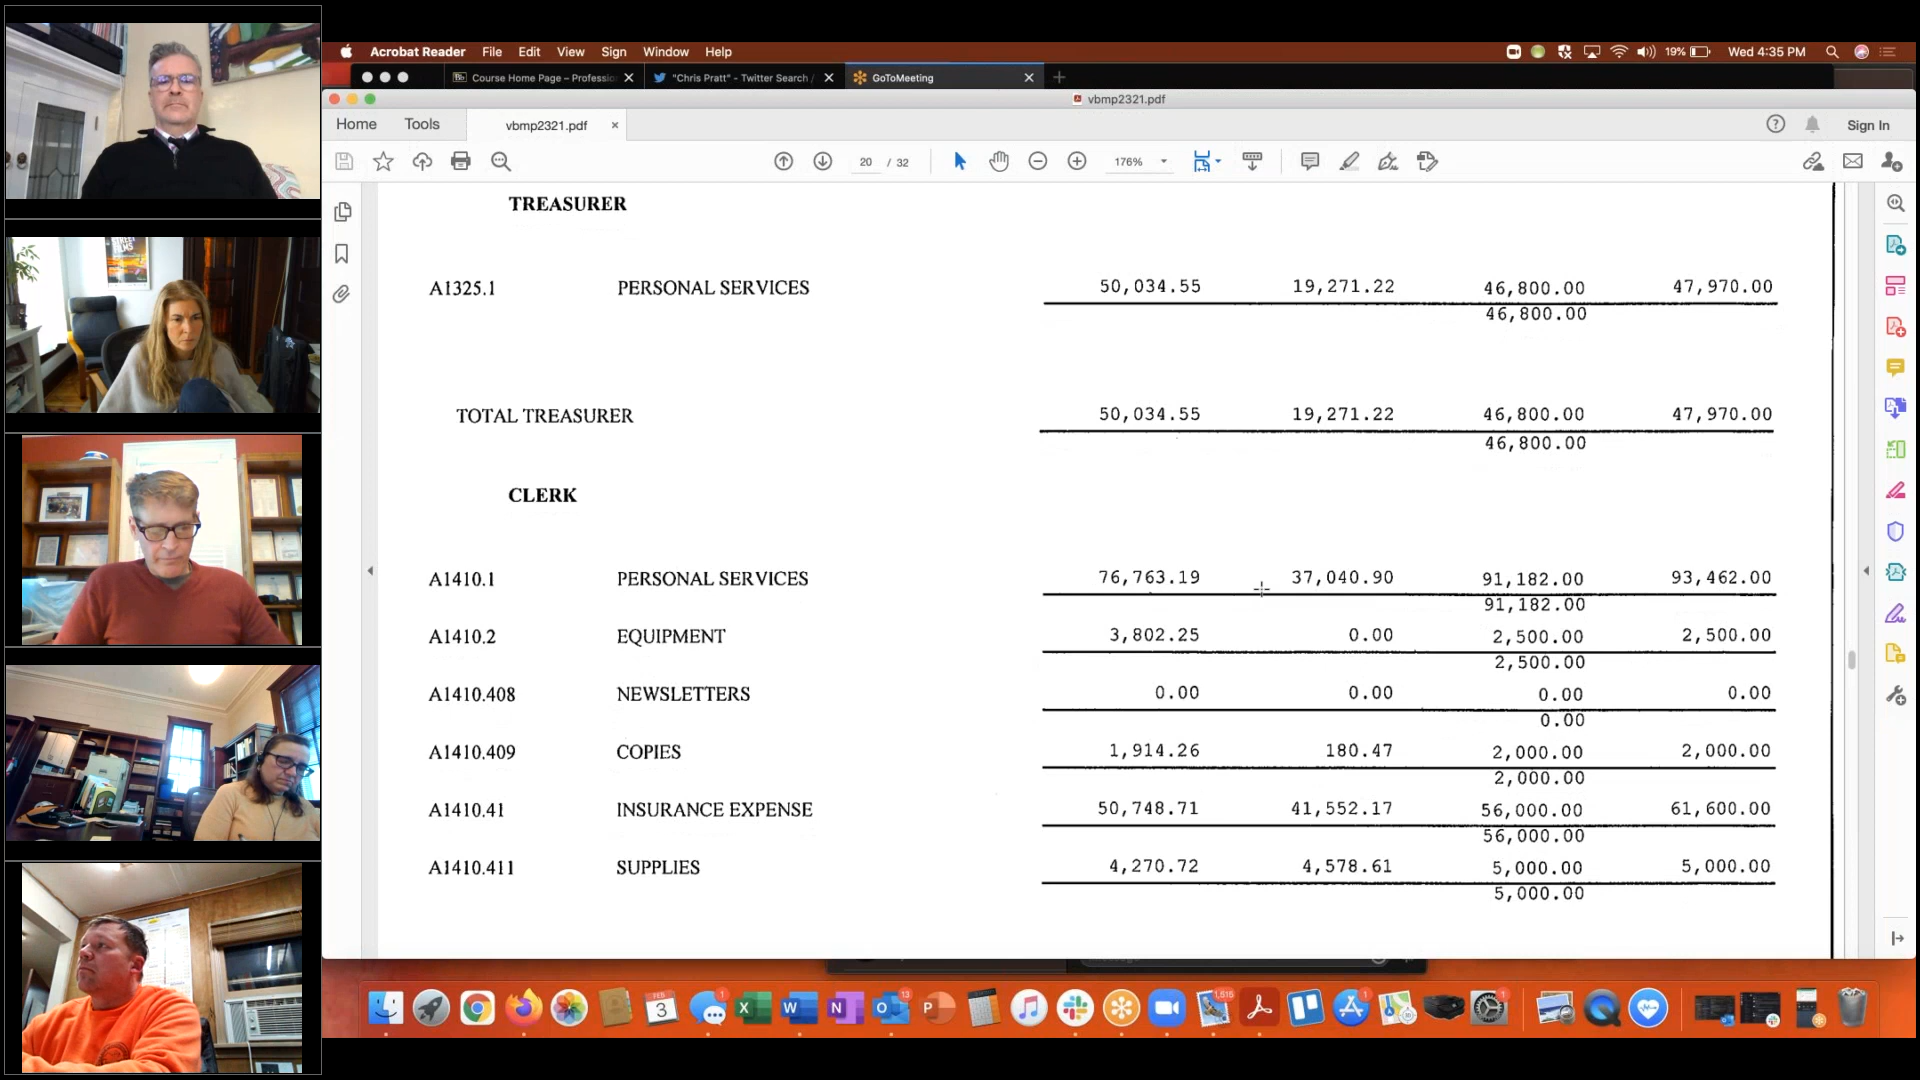 Acrobat Reader File Edit View Sign Window Help 19% Wed 4:35 PM
Course Home Page – Professio "Chris Pratt" - Twitter Search / GoToMeeting
vbmp2321.pdf
Home Tools vbmp2321.pdf Sign In
20 / 32 176%
TREASURER
A1325.1 PERSONAL SERVICES 50,034.55 19,271.22 46,800.00 47,970.00
46,800.00
TOTAL TREASURER 50,034.55 19,271.22 46,800.00 47,970.00
46,800.00
CLERK
A1410.1 PERSONAL SERVICES 76,763.19 37,040.90 91,182.00 93,462.00
91,182.00
A1410.2 EQUIPMENT 3,802.25 0.00 2,500.00 2,500.00
2,500.00
A1410.408 NEWSLETTERS 0.00 0.00 0.00 0.00
0.00
A1410.409 COPIES 1,914.26 180.47 2,000.00 2,000.00
2,000.00
A1410.41 INSURANCE EXPENSE 50,748.71 41,552.17 56,000.00 61,600.00
56,000.00
A1410.411 SUPPLIES 4,270.72 4,578.61 5,000.00 5,000.00
5,000.00
FEB
3
1
13
1,616
1
1